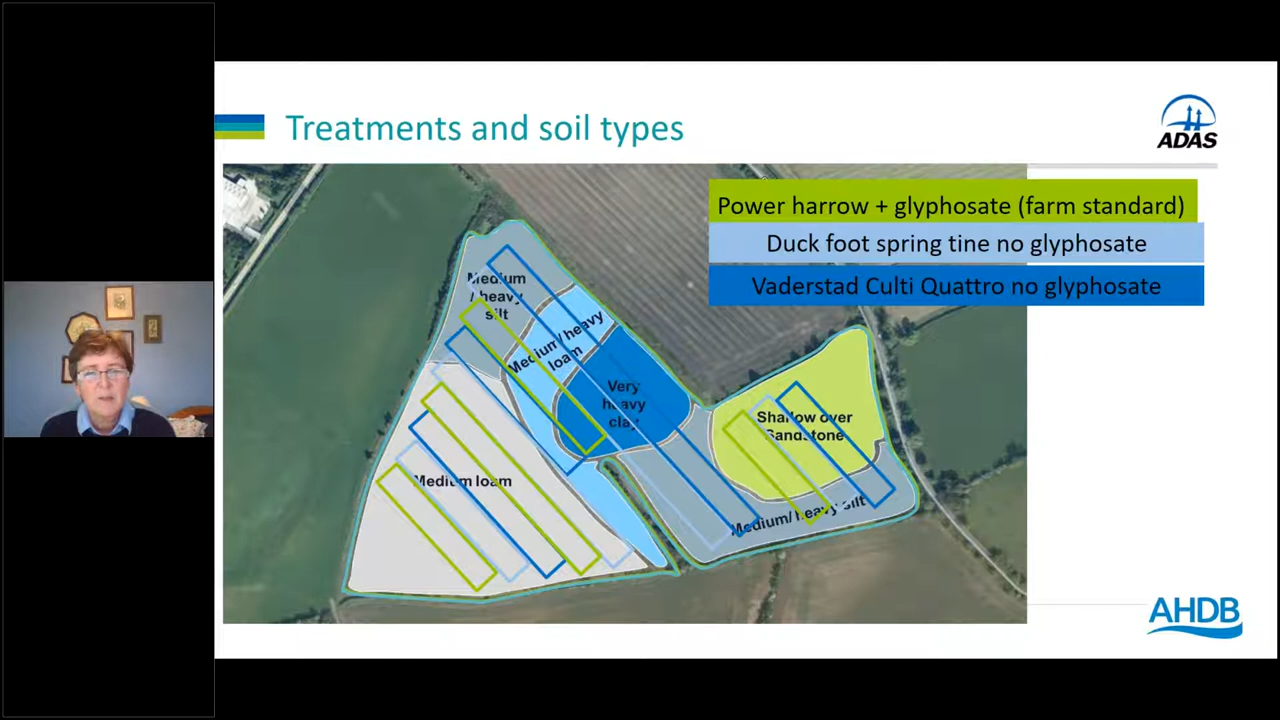 Treatments and soil types
ADAS
Power harrow + glyphosate (farm standard)
Duck foot spring tine no glyphosate
Vaderstad Culti Quattro no glyphosate
Medium
/ heavy
silt
Medium/ heavy
loam
Very
heavy
clay
Shallow over
Sandstone
Medium loam
Medium/ heavy silt
AHDB